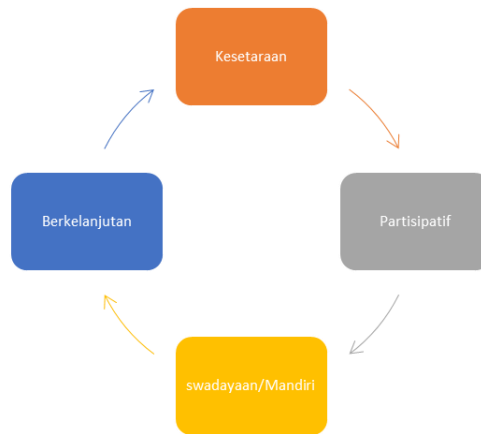 Kesetaraan
Berkelanjutan
Partisipatif
swadayaan/Mandiri